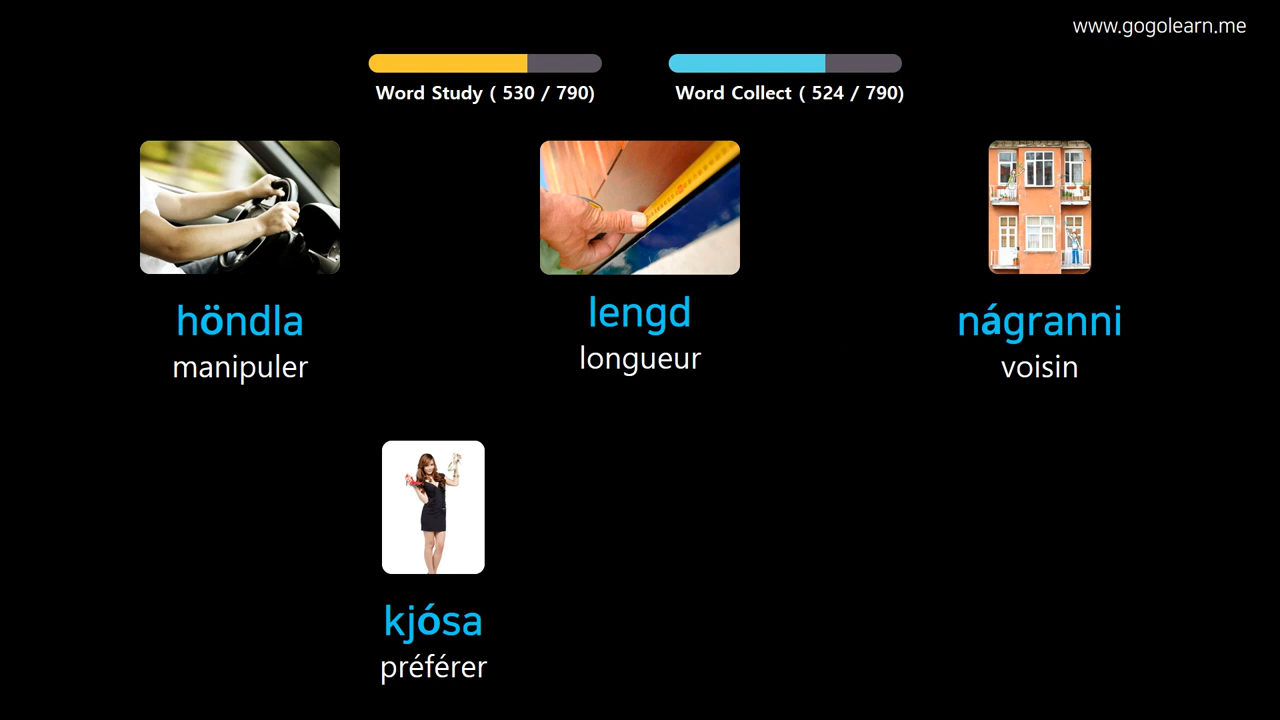 www.gogolearn.me
Word Study ( 530 / 790)
Word Collect ( 524 / 790)
höndla
manipuler
lengd
longueur
nágranni
voisin
kjósa
préférer